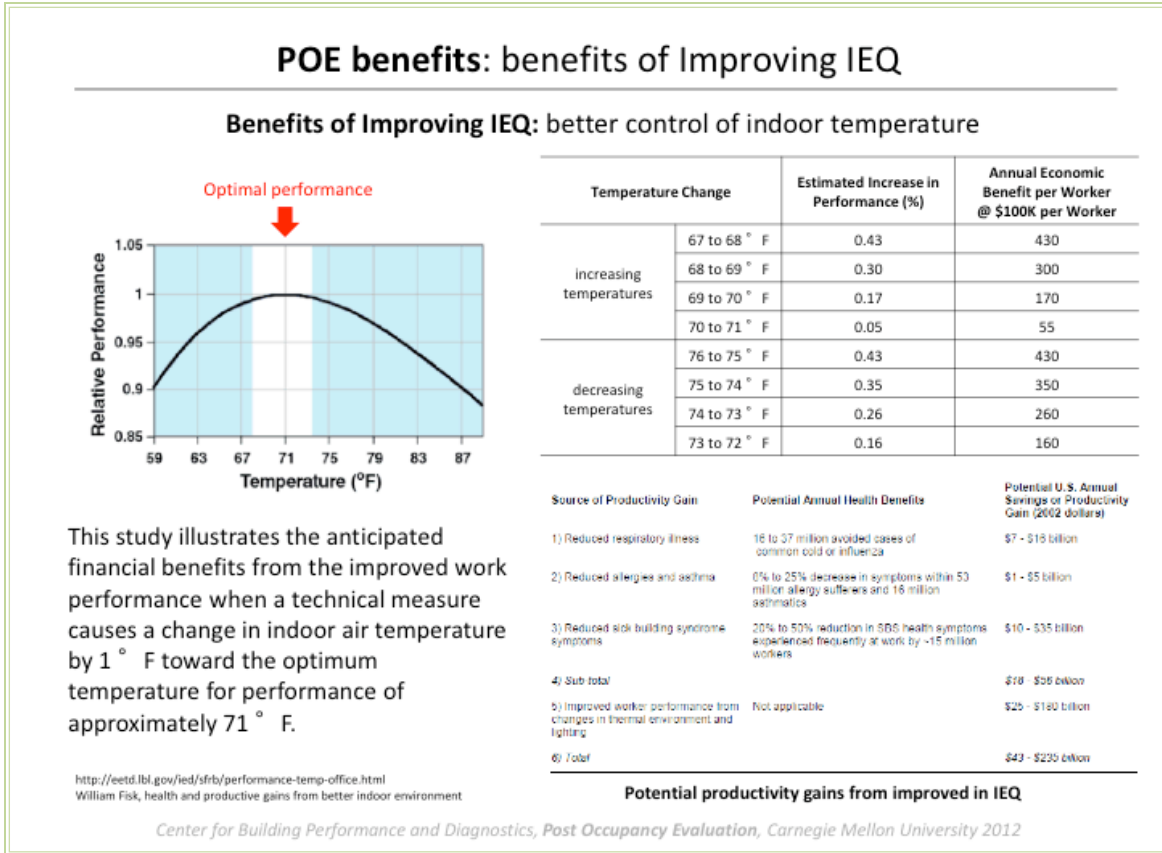 POE benefits: benefits of Improving IEQ
Benefits of Improving IEQ: better control of indoor temperature
Optimal performance
Relative Performance
1.05
1
0.95
0.9
0.85
59 63 67 71 75 79 83 87
Temperature (°F)
Temperature Change
Estimated Increase in
Performance (%)
Annual Economic
Benefit per Worker
@ $100K per Worker
increasing
temperatures
67 to 68 ° F 0.43 430
68 to 69 ° F 0.30 300
69 to 70 ° F 0.17 170
70 to 71 ° F 0.05 55
decreasing
temperatures
76 to 75 ° F 0.43 430
75 to 74 ° F 0.35 350
74 to 73 ° F 0.26 260
73 to 72 ° F 0.16 160
This study illustrates the anticipated
financial benefits from the improved work
performance when a technical measure
causes a change in indoor air temperature
by 1 ° F toward the optimum
temperature for performance of
approximately 71 ° F.
http://eetd.lbl.gov/ied/sfrb/performance-temp-office.html
William Fisk, health and productive gains from better indoor environment
Source of Productivity Gain
Potential Annual Health Benefits
Potential U.S. Annual
Savings or Productivity
Gain (2002 dollars)
1) Reduced respiratory illness
16 to 37 million avoided cases of
common cold or influenza
$7 - $16 billion
2) Reduced allergies and asthma
to 25% decrease in symptoms within 53
million allergy sufferers and 16 million
asthmatics
$1 - $5 billion
3) Reduced sick building syndrome
symptoms
20% to 50% reduction in SBS health symptoms
experienced frequently at work by ~15 million
workers
$10 - $35 billion
4) Sub-total
$18 - $56 billion
5) Improved worker performance from
changes in thermal environment and
lighting
Not applicable
$25 - $180 billion
6) Total
$43 - $235 billion
Potential productivity gains from improved in IEQ
Center for Building Performance and Diagnostics, Post Occupancy Evaluation, Carnegie Mellon University 2012